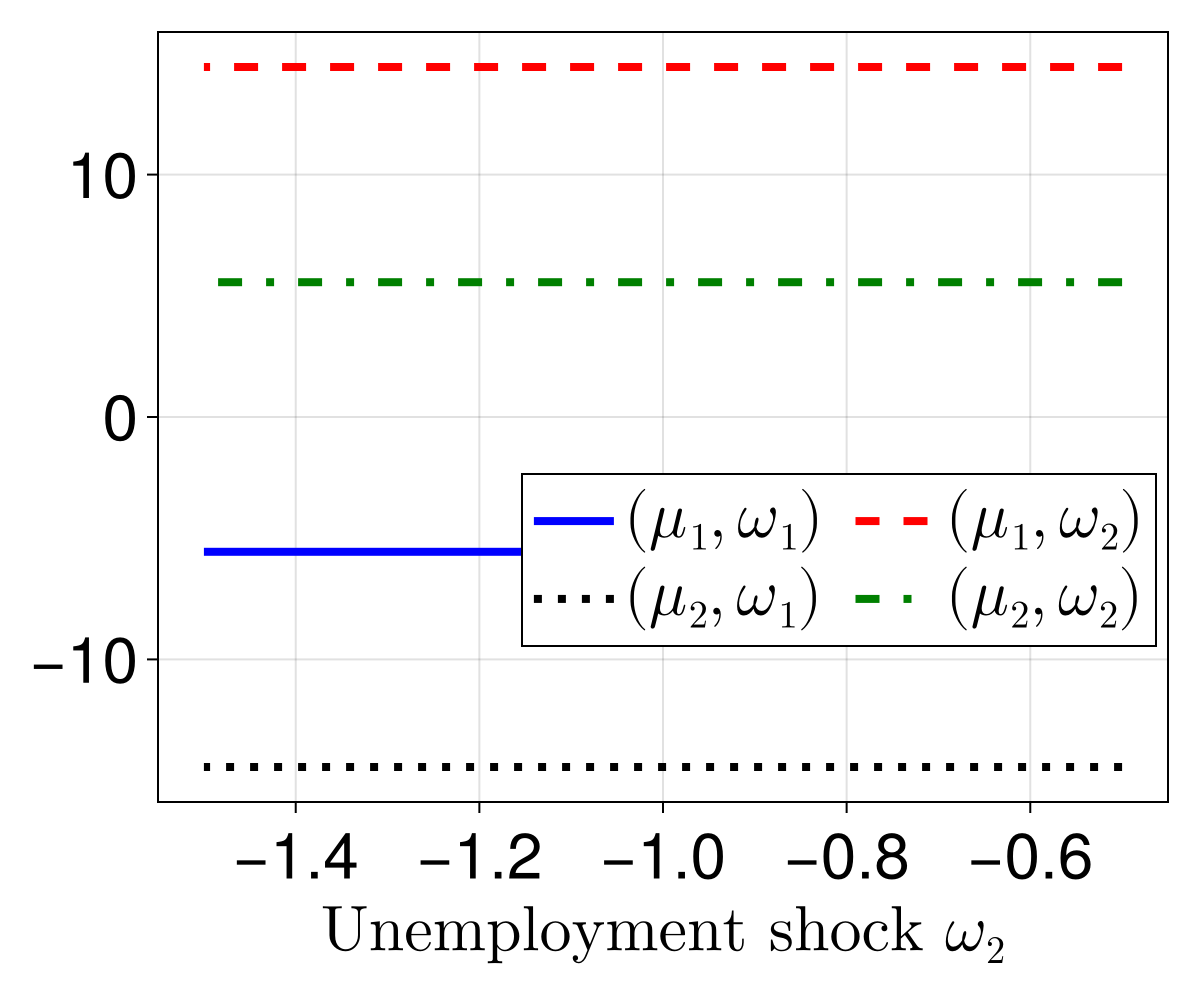 10
0
−10
(μ₁, ω₁) (μ₁, ω₂)
(μ₂, ω₁) (μ₂, ω₂)
−1.4 −1.2 −1.0 −0.8 −0.6
Unemployment shock ω₂